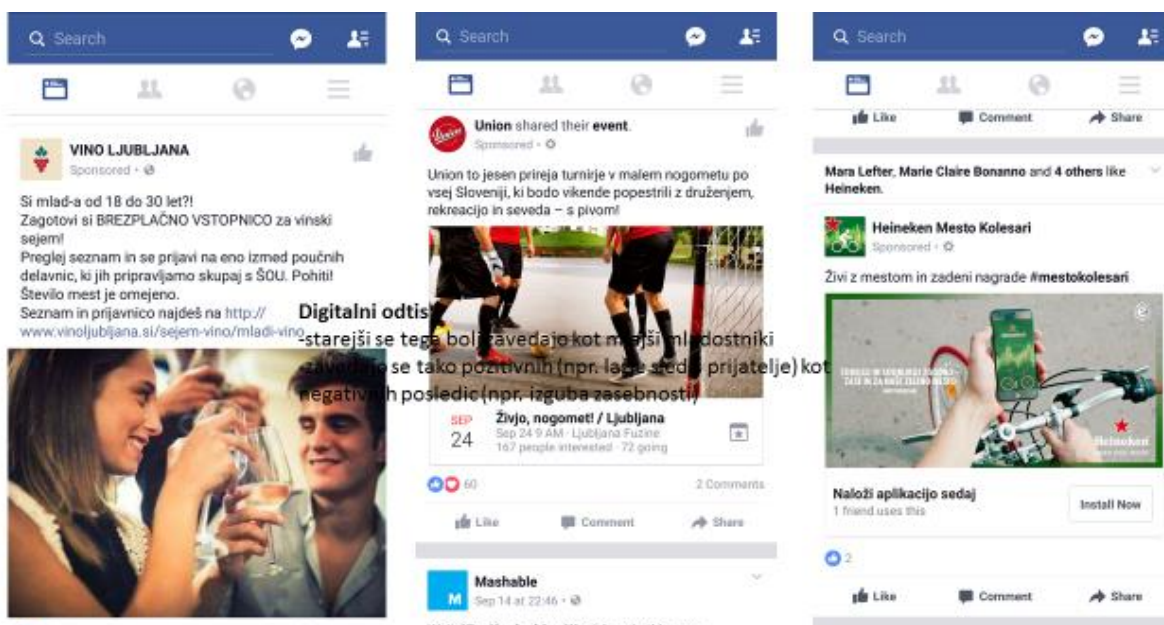 Search
VINO LJUBLJANA
Sponsored
Si mlad-a od 18 do 30 let?!
Zagotovi si BREZPLAČNO VSTOPNICO za vinski
sejem!
Preglej seznam in se prijavi na eno izmed poučnih
delavnic, ki jih pripravljamo skupaj s ŠOU. Pohiti!
Število mest je omejeno.
Seznam in prijavnico najdeš na http://
www.vinoljubljana.si/sejem-vino/mladi-vino
Search
Union shared their event.
Sponsored
Union to jesen prireja turnirje v malem nogometu po
vsej Sloveniji, ki bodo vikende popestrili z druženjem,
rekreacijo in seveda – s pivom!
Digitalni odtis
-starejši se tega bolj zavedajo kot mlajši mladostniki
-zavedajo se tako pozitivnih (npr. lažje slediš prijatelje) kot
negativnih posledic (npr. izguba zasebnosti)
SEP
24
Živjo, nogomet! / Ljubljana
Sep 24 9 AM · Ljubljana Fuzine
167 people interested · 72 going
60
2 Comments
Like Comment Share
Mashable
Sep 14 at 22:46
Search
Like Comment Share
Mara Lefter, Marie Claire Bonanno and 4 others like
Heineken.
Heineken Mesto Kolesari
Sponsored
Živi z mestom in zadeni nagrade #mestokolesari
Heineken
Naloži aplikacijo sedaj
1 friend uses this
Install Now
2
Like Comment Share